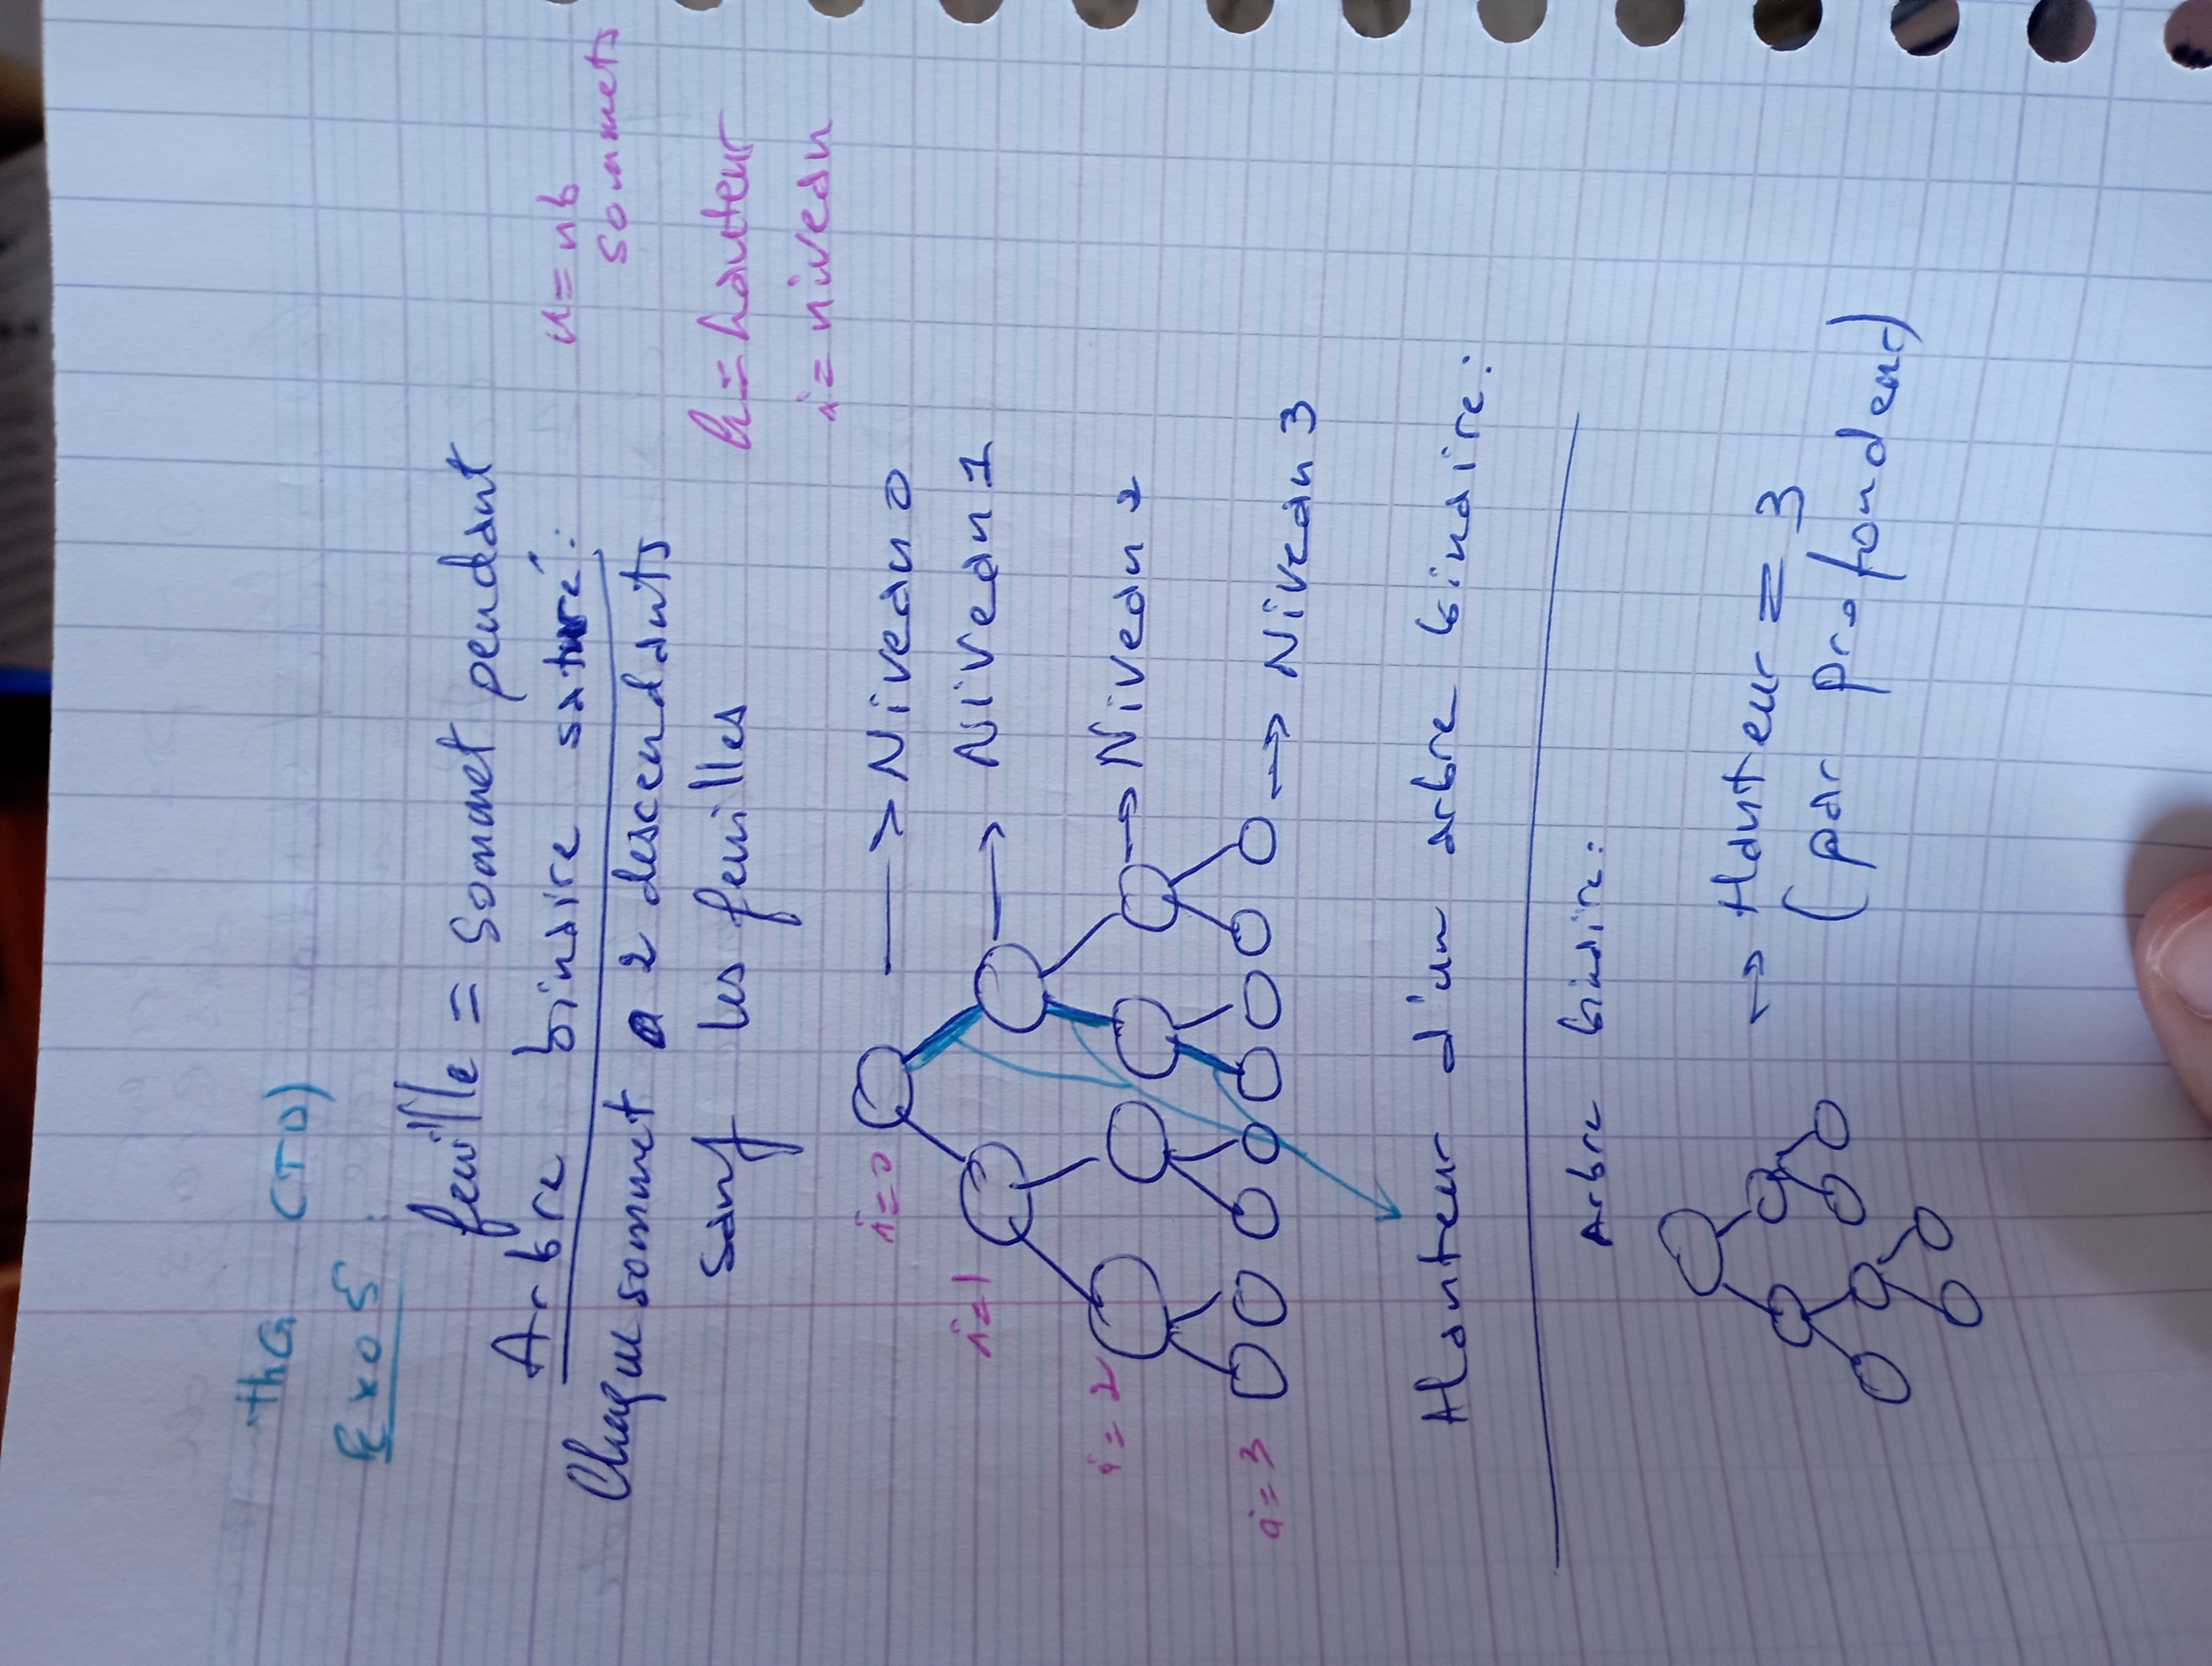 thG (TD)
Exo 5 :
feuille = sommet pendant
Arbre binaire saturé :
n = nb
sommets
Chaque sommet a 2 descendants
sauf les feuilles
h = hauteur
i = niveau
i=0 → Niveau 0
i=1 → Niveau 1
i=2 → Niveau 2
i=3 → Niveau 3
Hauteur d'un arbre binaire :
Arbre binaire :
→ Hauteur = 3
(par profondeur)